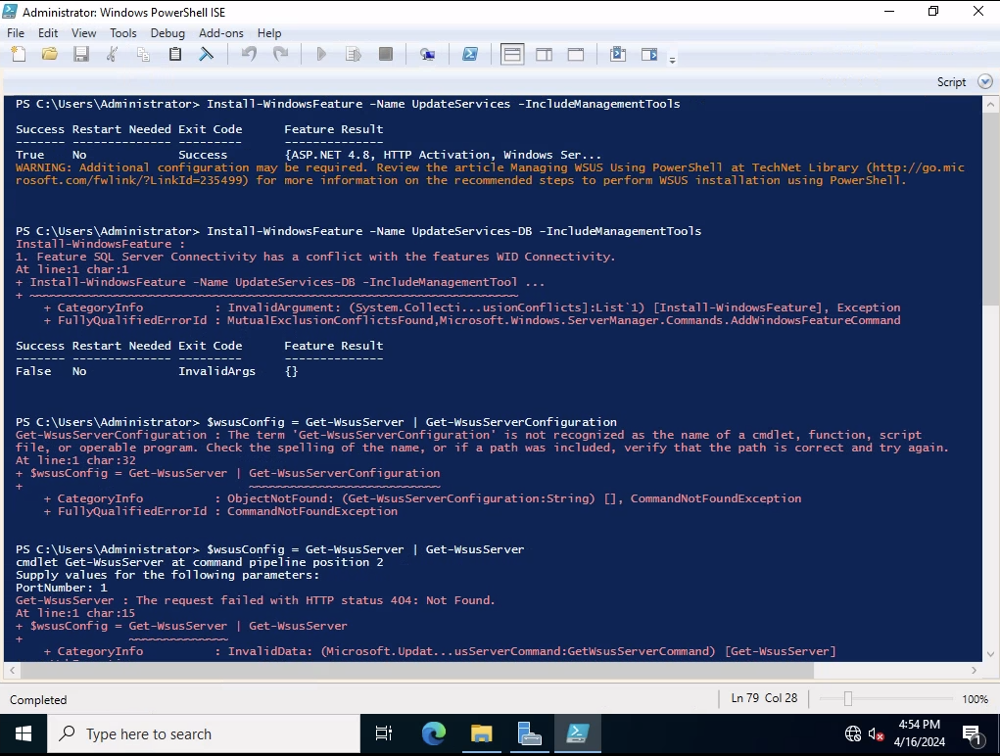 Administrator: Windows PowerShell ISE
File Edit View Tools Debug Add-ons Help
Script
PS C:\Users\Administrator> Install-WindowsFeature -Name UpdateServices -IncludeManagementTools
Success Restart Needed Exit Code Feature Result
------- -------------- --------- --------------
True No Success {ASP.NET 4.8, HTTP Activation, Windows Ser...
WARNING: Additional configuration may be required. Review the article Managing WSUS Using PowerShell at TechNet Library (http://go.mic
rosoft.com/fwlink/?LinkId=235499) for more information on the recommended steps to perform WSUS installation using PowerShell.
PS C:\Users\Administrator> Install-WindowsFeature -Name UpdateServices-DB -IncludeManagementTools
Install-WindowsFeature :
1. Feature SQL Server Connectivity has a conflict with the features WID Connectivity.
At line:1 char:1
+ Install-WindowsFeature -Name UpdateServices-DB -IncludeManagementTool ...
+ ~~~~~~~~~~~~~~~~~~~~~~~~~~~~~~~~~~~~~~~~~~~~~~~~~~~~~~~~~~~~~~~~~~~~~
+ CategoryInfo : InvalidArgument: (System.Collecti...usionConflicts]:List`1) [Install-WindowsFeature], Exception
+ FullyQualifiedErrorId : MutualExclusionConflictsFound,Microsoft.Windows.ServerManager.Commands.AddWindowsFeatureCommand
Success Restart Needed Exit Code Feature Result
------- -------------- --------- --------------
False No InvalidArgs {}
PS C:\Users\Administrator> $wsusConfig = Get-WsusServer | Get-WsusServerConfiguration
Get-WsusServerConfiguration : The term 'Get-WsusServerConfiguration' is not recognized as the name of a cmdlet, function, script
file, or operable program. Check the spelling of the name, or if a path was included, verify that the path is correct and try again.
At line:1 char:32
+ $wsusConfig = Get-WsusServer | Get-WsusServerConfiguration
+ ~~~~~~~~~~~~~~~~~~~~~~~~~~~
+ CategoryInfo : ObjectNotFound: (Get-WsusServerConfiguration:String) [], CommandNotFoundException
+ FullyQualifiedErrorId : CommandNotFoundException
PS C:\Users\Administrator> $wsusConfig = Get-WsusServer | Get-WsusServer
cmdlet Get-WsusServer at command pipeline position 2
Supply values for the following parameters:
PortNumber: 1
Get-WsusServer : The request failed with HTTP status 404: Not Found.
At line:1 char:15
+ $wsusConfig = Get-WsusServer | Get-WsusServer
+ ~~~~~~~~~~~~~~
+ CategoryInfo : InvalidData: (Microsoft.Updat...usServerCommand:GetWsusServerCommand) [Get-WsusServer]
Completed
Ln 79 Col 28
100%
Type here to search
4:54 PM
4/16/2024
1